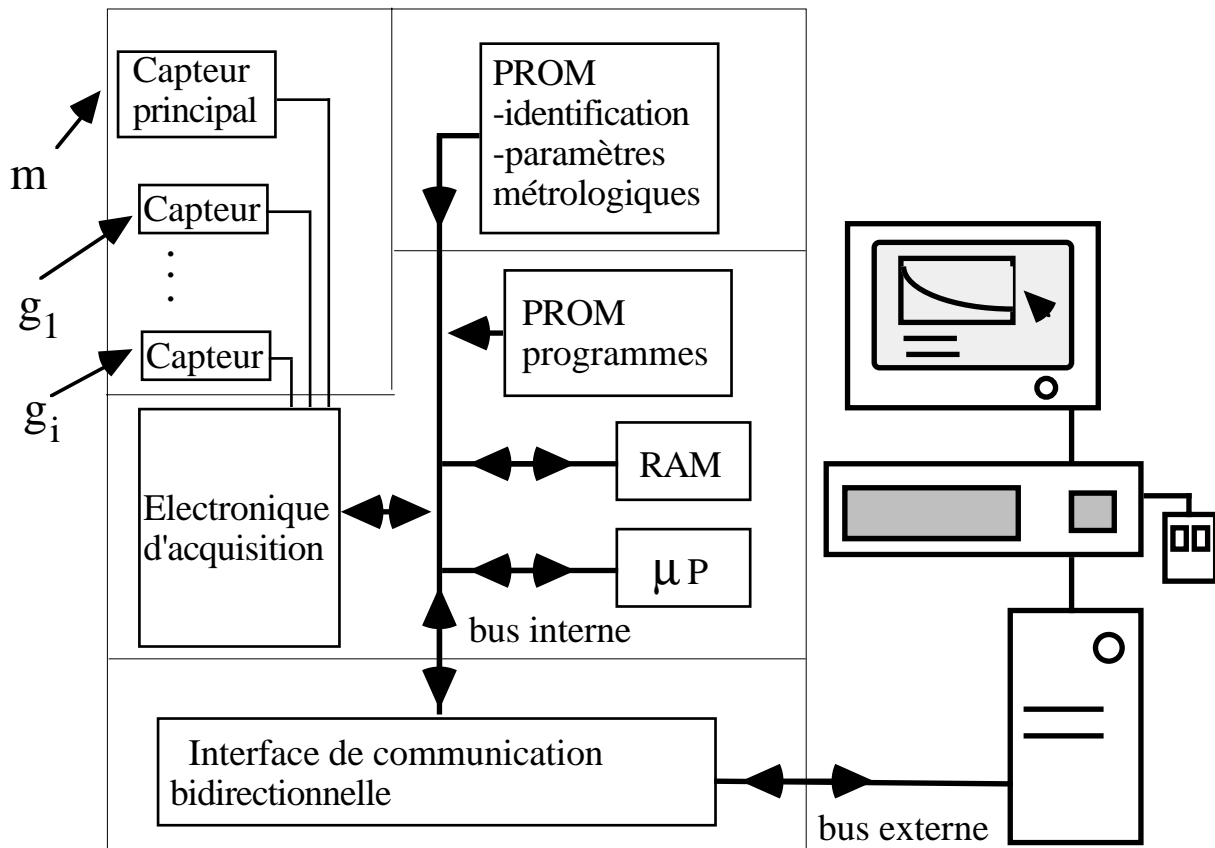 Capteur
principal
m
Capteur
g1
Capteur
gi
PROM
-identification
-paramètres
métrologiques
PROM
programmes
RAM
Electronique
d'acquisition
μ P
bus interne
Interface de communication
bidirectionnelle
bus externe